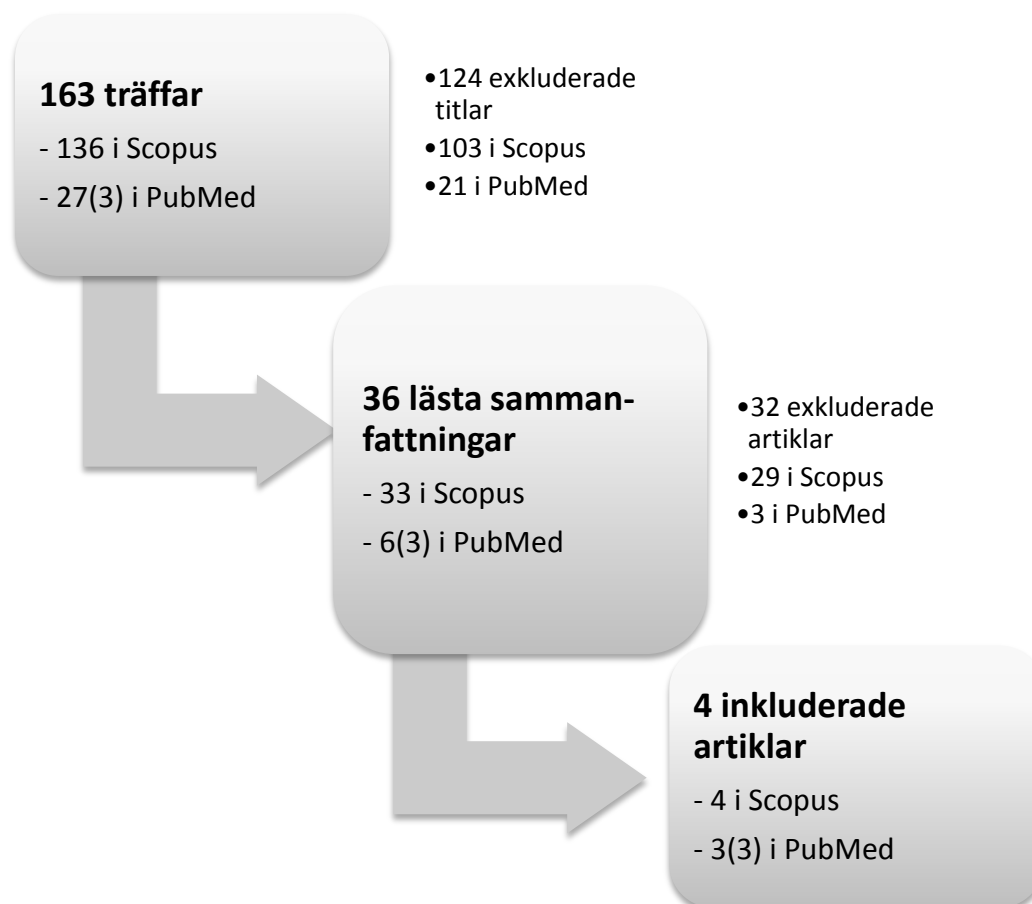 163 träffar
- 136 i Scopus
- 27(3) i PubMed
•124 exkluderade
titlar
•103 i Scopus
•21 i PubMed
36 lästa samman-
fattningar
- 33 i Scopus
- 6(3) i PubMed
•32 exkluderade
artiklar
•29 i Scopus
•3 i PubMed
4 inkluderade
artiklar
- 4 i Scopus
- 3(3) i PubMed